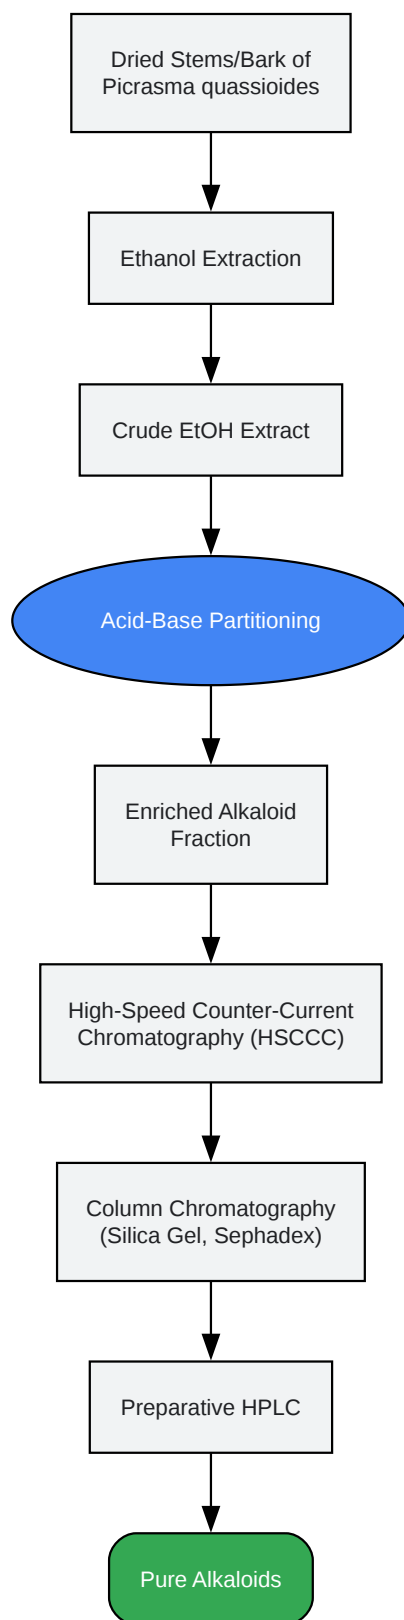 Dried Stems/Bark of
Picrasma quassioides
Ethanol Extraction
Crude EtOH Extract
Acid-Base Partitioning
Enriched Alkaloid
Fraction
High-Speed Counter-Current
Chromatography (HSCCC)
Column Chromatography
(Silica Gel, Sephadex)
Preparative HPLC
Pure Alkaloids